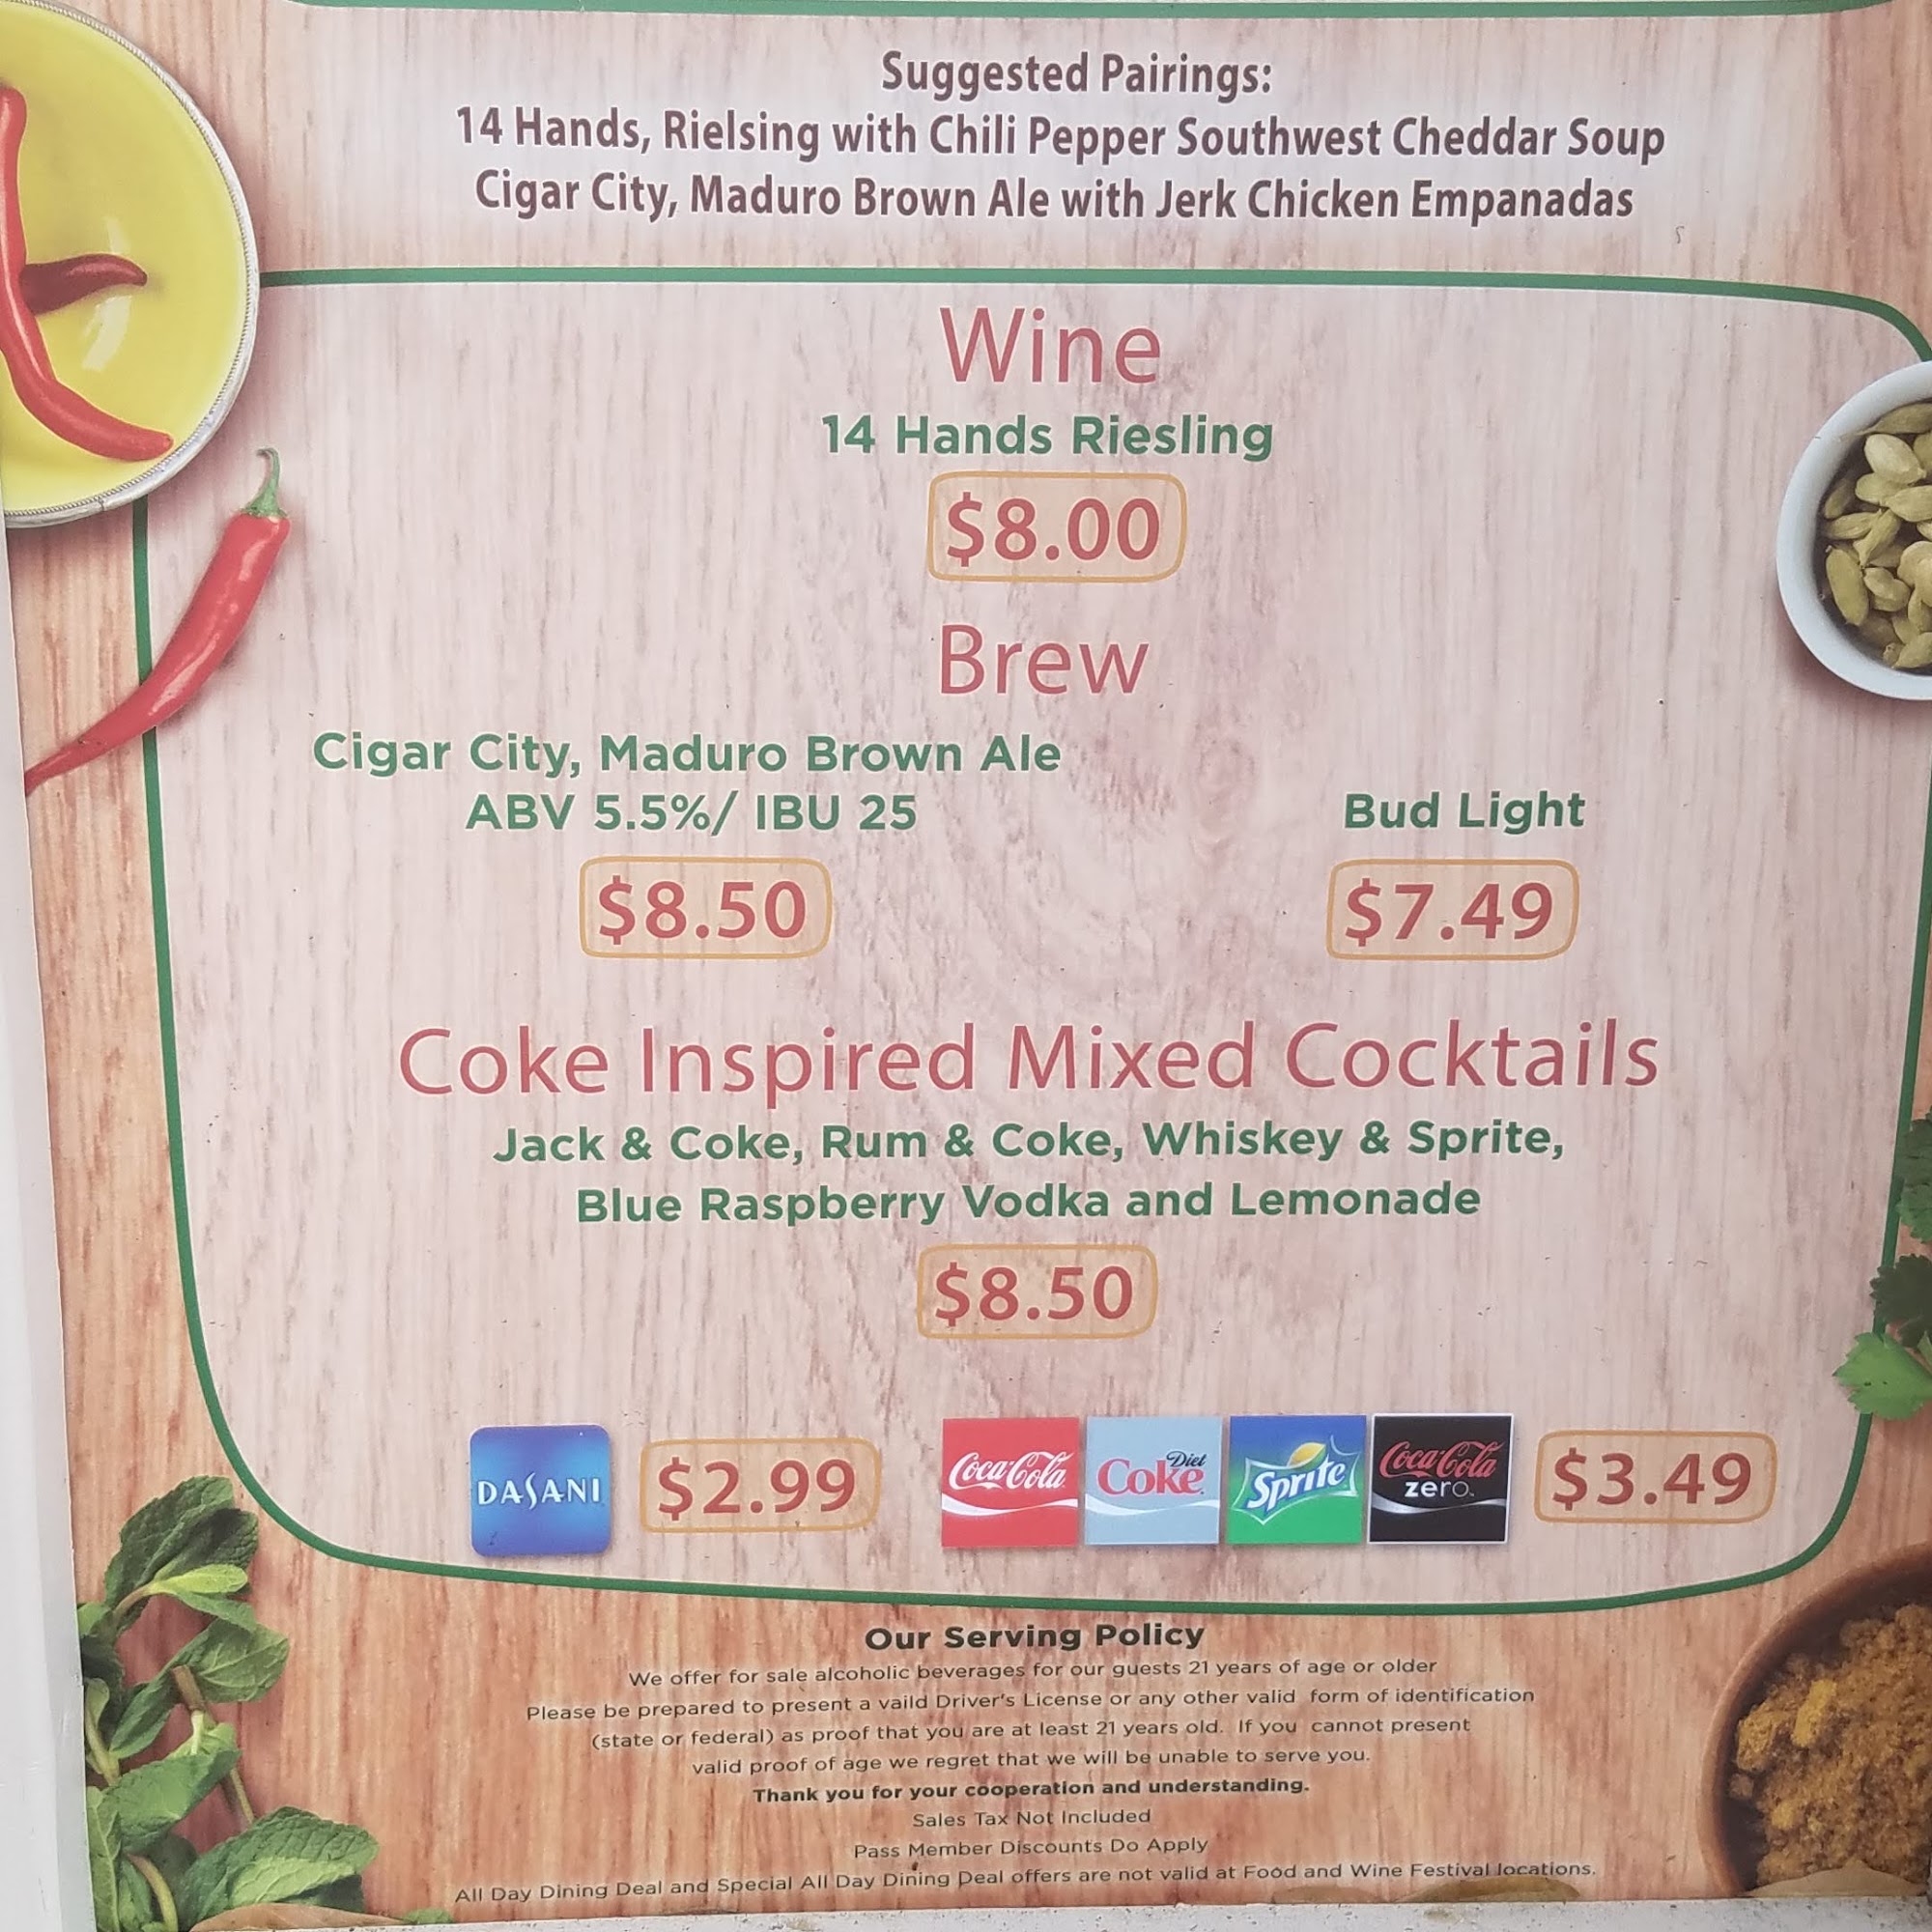 Suggested Pairings:
14 Hands, Rielsing with Chili Pepper Southwest Cheddar Soup
Cigar City, Maduro Brown Ale with Jerk Chicken Empanadas
Wine
14 Hands Riesling
$8.00
Brew
Cigar City, Maduro Brown Ale
ABV 5.5%/ IBU 25
$8.50
Bud Light
$7.49
Coke Inspired Mixed Cocktails
Jack & Coke, Rum & Coke, Whiskey & Sprite,
Blue Raspberry Vodka and Lemonade
$8.50
DASANI
$2.99
Coca-Cola
Diet
Coke
Sprite
Coca-Cola
zero
$3.49
Our Serving Policy
We offer for sale alcoholic beverages for our guests 21 years of age or older
Please be prepared to present a vaild Driver's License or any other valid form of identification
(state or federal) as proof that you are at least 21 years old. If you cannot present
valid proof of age we regret that we will be unable to serve you.
Thank you for your cooperation and understanding.
Sales Tax Not Included
Pass Member Discounts Do Apply
All Day Dining Deal and Special All Day Dining Deal offers are not valid at Food and Wine Festival locations.